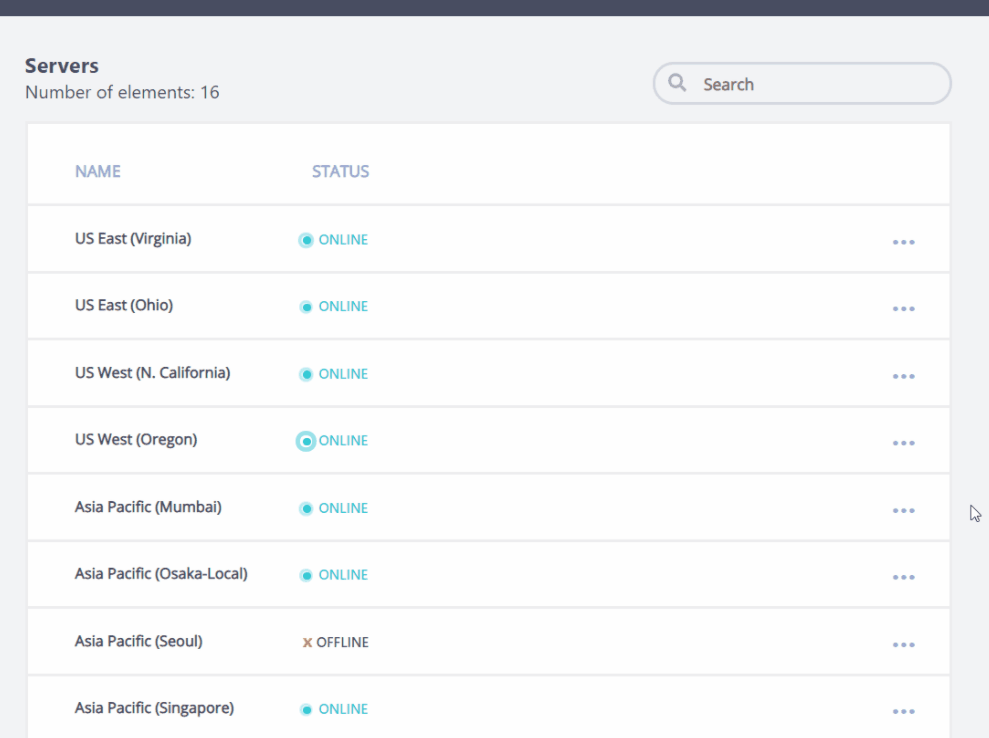 Servers
Number of elements: 16
Search
NAME STATUS
US East (Virginia) ONLINE
US East (Ohio) ONLINE
US West (N. California) ONLINE
US West (Oregon) ONLINE
Asia Pacific (Mumbai) ONLINE
Asia Pacific (Osaka-Local) ONLINE
Asia Pacific (Seoul) x OFFLINE
Asia Pacific (Singapore) ONLINE